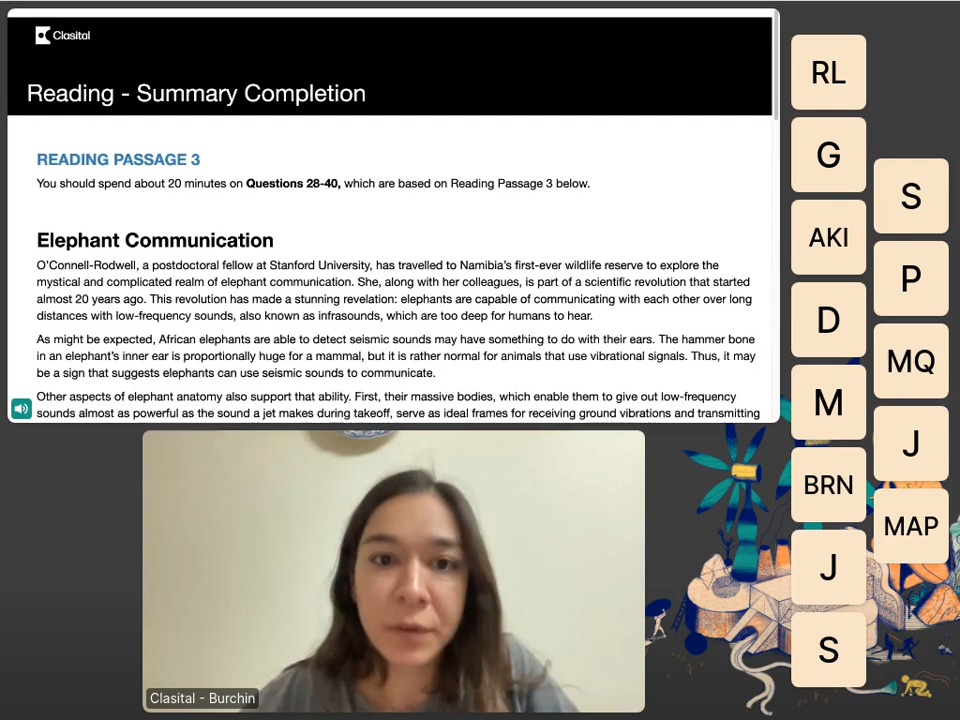 Clasital
Reading - Summary Completion
READING PASSAGE 3
You should spend about 20 minutes on Questions 28-40, which are based on Reading Passage 3 below.
Elephant Communication
O'Connell-Rodwell, a postdoctoral fellow at Stanford University, has travelled to Namibia's first-ever wildlife reserve to explore the
mystical and complicated realm of elephant communication. She, along with her colleagues, is part of a scientific revolution that started
almost 20 years ago. This revolution has made a stunning revelation: elephants are capable of communicating with each other over long
distances with low-frequency sounds, also known as infrasounds, which are too deep for humans to hear.
As might be expected, African elephants are able to detect seismic sounds may have something to do with their ears. The hammer bone
in an elephant's inner ear is proportionally huge for a mammal, but it is rather normal for animals that use vibrational signals. Thus, it may
be a sign that suggests elephants can use seismic sounds to communicate.
Other aspects of elephant anatomy also support that ability. First, their massive bodies, which enable them to give out low-frequency
sounds almost as powerful as the sound a jet makes during takeoff, serve as ideal frames for receiving ground vibrations and transmitting
Clasital - Burchin
RL
G
AKI
D
M
BRN
J
S
S
P
MQ
J
MAP